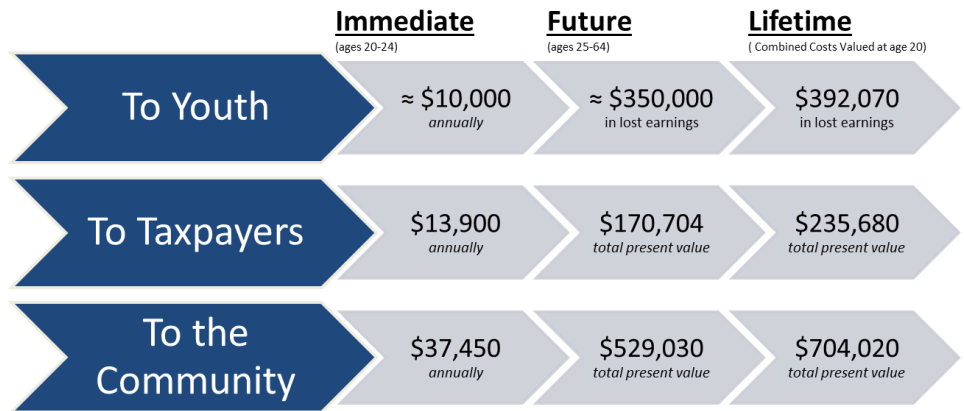 Immediate
(ages 20-24)
Future
(ages 25-64)
Lifetime
( Combined Costs Valued at age 20)
To Youth
≈ $10,000
annually
≈ $350,000
in lost earnings
$392,070
in lost earnings
To Taxpayers
$13,900
annually
$170,704
total present value
$235,680
total present value
To the
Community
$37,450
annually
$529,030
total present value
$704,020
total present value